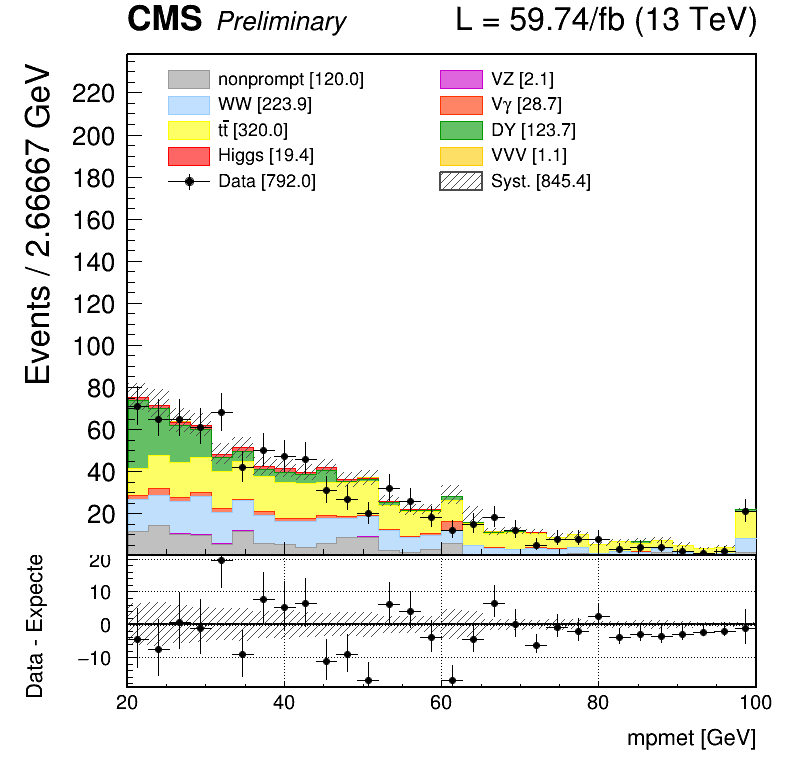 CMS Preliminary L = 59.74/fb (13 TeV)
Events / 2.66667 GeV
220
200
180
160
140
120
100
80
60
40
20
nonprompt [120.0]
WW [223.9]
tt̄ [320.0]
Higgs [19.4]
Data [792.0]
VZ [2.1]
Vγ [28.7]
DY [123.7]
VVV [1.1]
Syst. [845.4]
Data - Expecte
20
10
0
−10
20 40 60 80 100
mpmet [GeV]